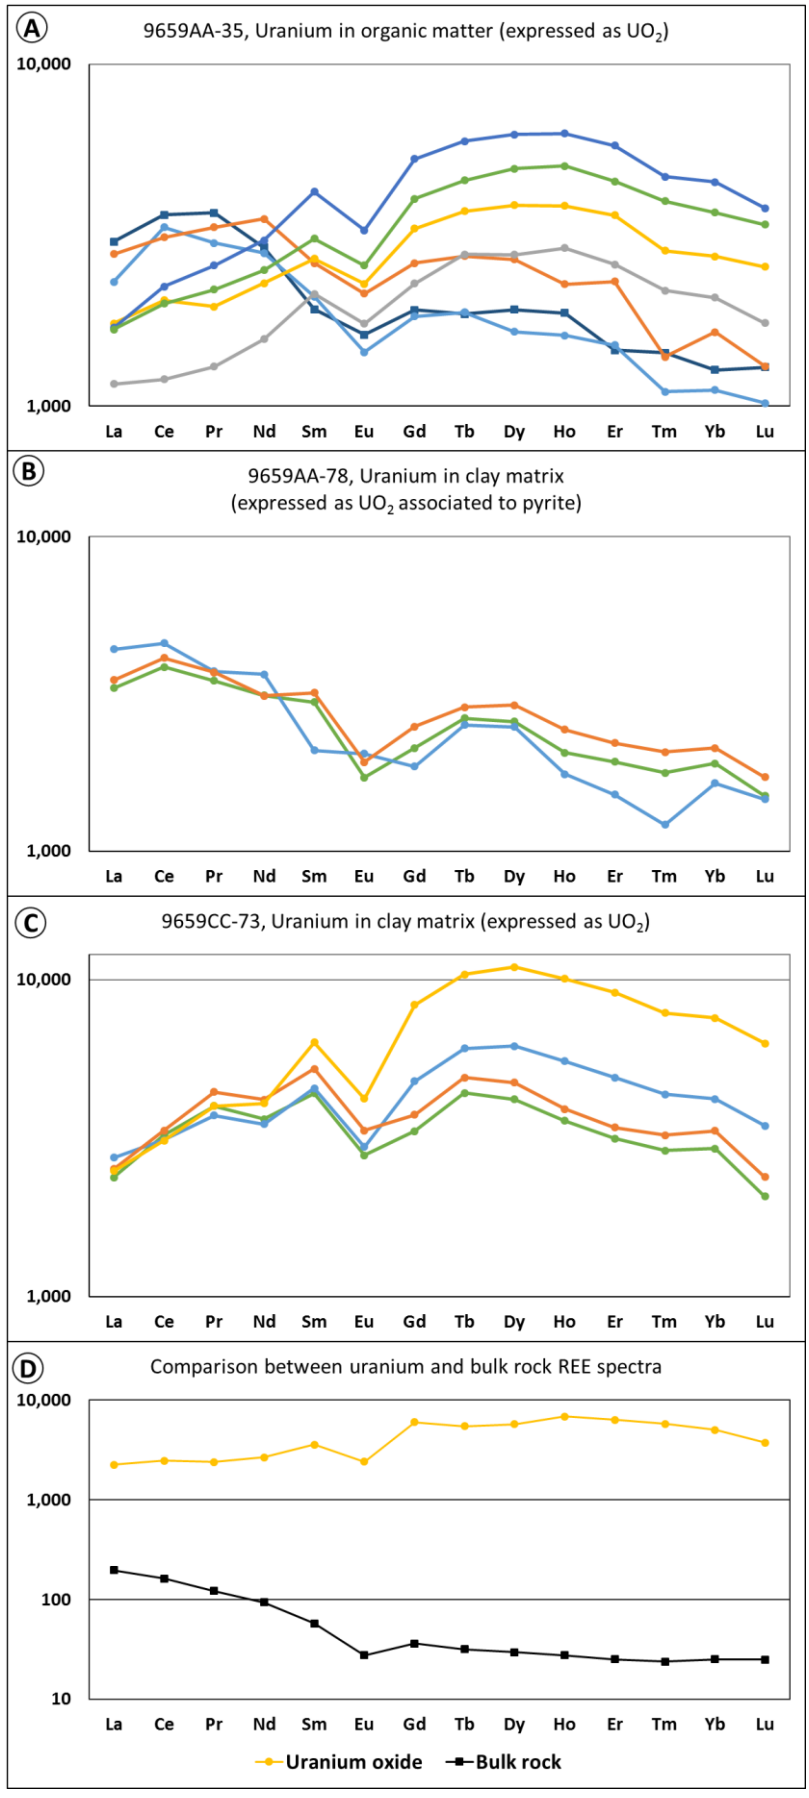 A
9659AA-35, Uranium in organic matter (expressed as UO₂)
10,000
1,000
La Ce Pr Nd Sm Eu Gd Tb Dy Ho Er Tm Yb Lu
B
9659AA-78, Uranium in clay matrix
(expressed as UO₂ associated to pyrite)
10,000
1,000
La Ce Pr Nd Sm Eu Gd Tb Dy Ho Er Tm Yb Lu
C
9659CC-73, Uranium in clay matrix (expressed as UO₂)
10,000
1,000
La Ce Pr Nd Sm Eu Gd Tb Dy Ho Er Tm Yb Lu
D
Comparison between uranium and bulk rock REE spectra
10,000
1,000
100
10
La Ce Pr Nd Sm Eu Gd Tb Dy Ho Er Tm Yb Lu
Uranium oxide Bulk rock